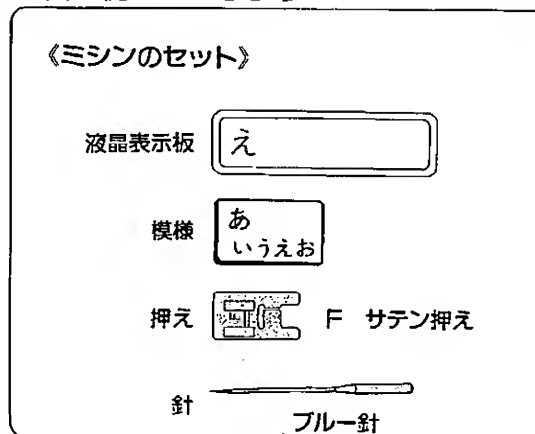 《ミシンのセット》
液晶表示板 え
模様 あ
いうえお
押え F サテン押え
針
ブルー針